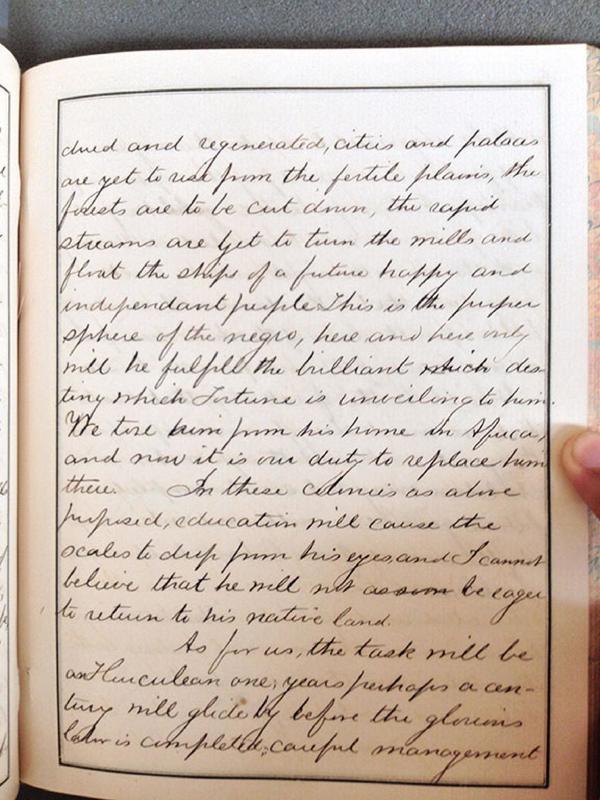 dued and regenerated, cities and palaces
are yet to rise from the fertile plains, the
forests are to be cut down, the rapid
streams are yet to turn the mills and
float the ships of a future happy and
independant people This is the proper
sphere of the negro, here and here only
will he fulfill the brilliant which des-
tiny which Fortune is unveiling to him.
We tore him from his home in Africa,
and now it is our duty to replace him
there. In these colonies as above
proposed, education will cause the
scales to drop from his eyes, and I cannot
believe that he will not as soon be eager
to return to his native land.
As for us, the task will be
an Herculean one; years perhaps a cen-
tury will glide by before the glorious
labor is completed; careful management